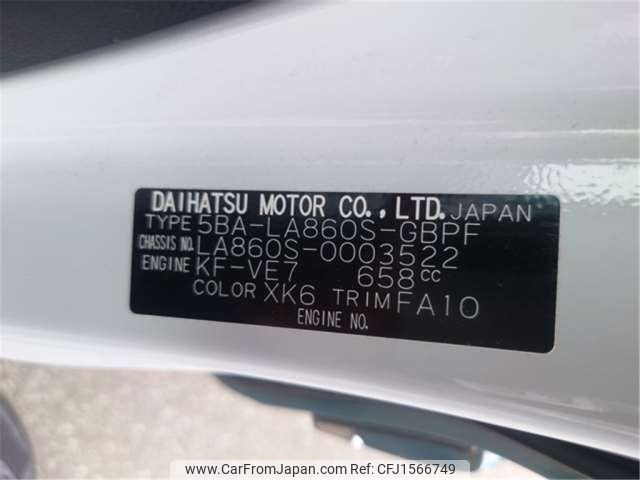 DAIHATSU MOTOR CO., LTD. JAPAN
TYPE 5BA-LA860S-GBPF
CHASSIS NO. LA860S-0003522
ENGINE KF-VE7 658cc
COLOR XK6 TRIM FA10
ENGINE NO.
www.CarFromJapan.com | CFJ1566749